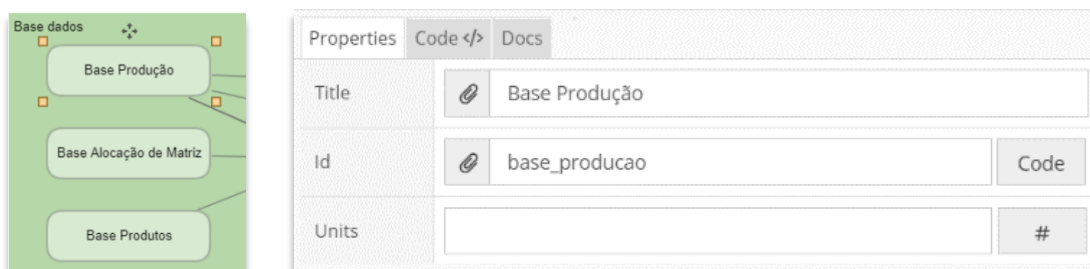 Base dados
Base Produção
Base Alocação de Matriz
Base Produtos
Properties Code </> Docs
Title Base Produção
Id base_producao Code
Units #